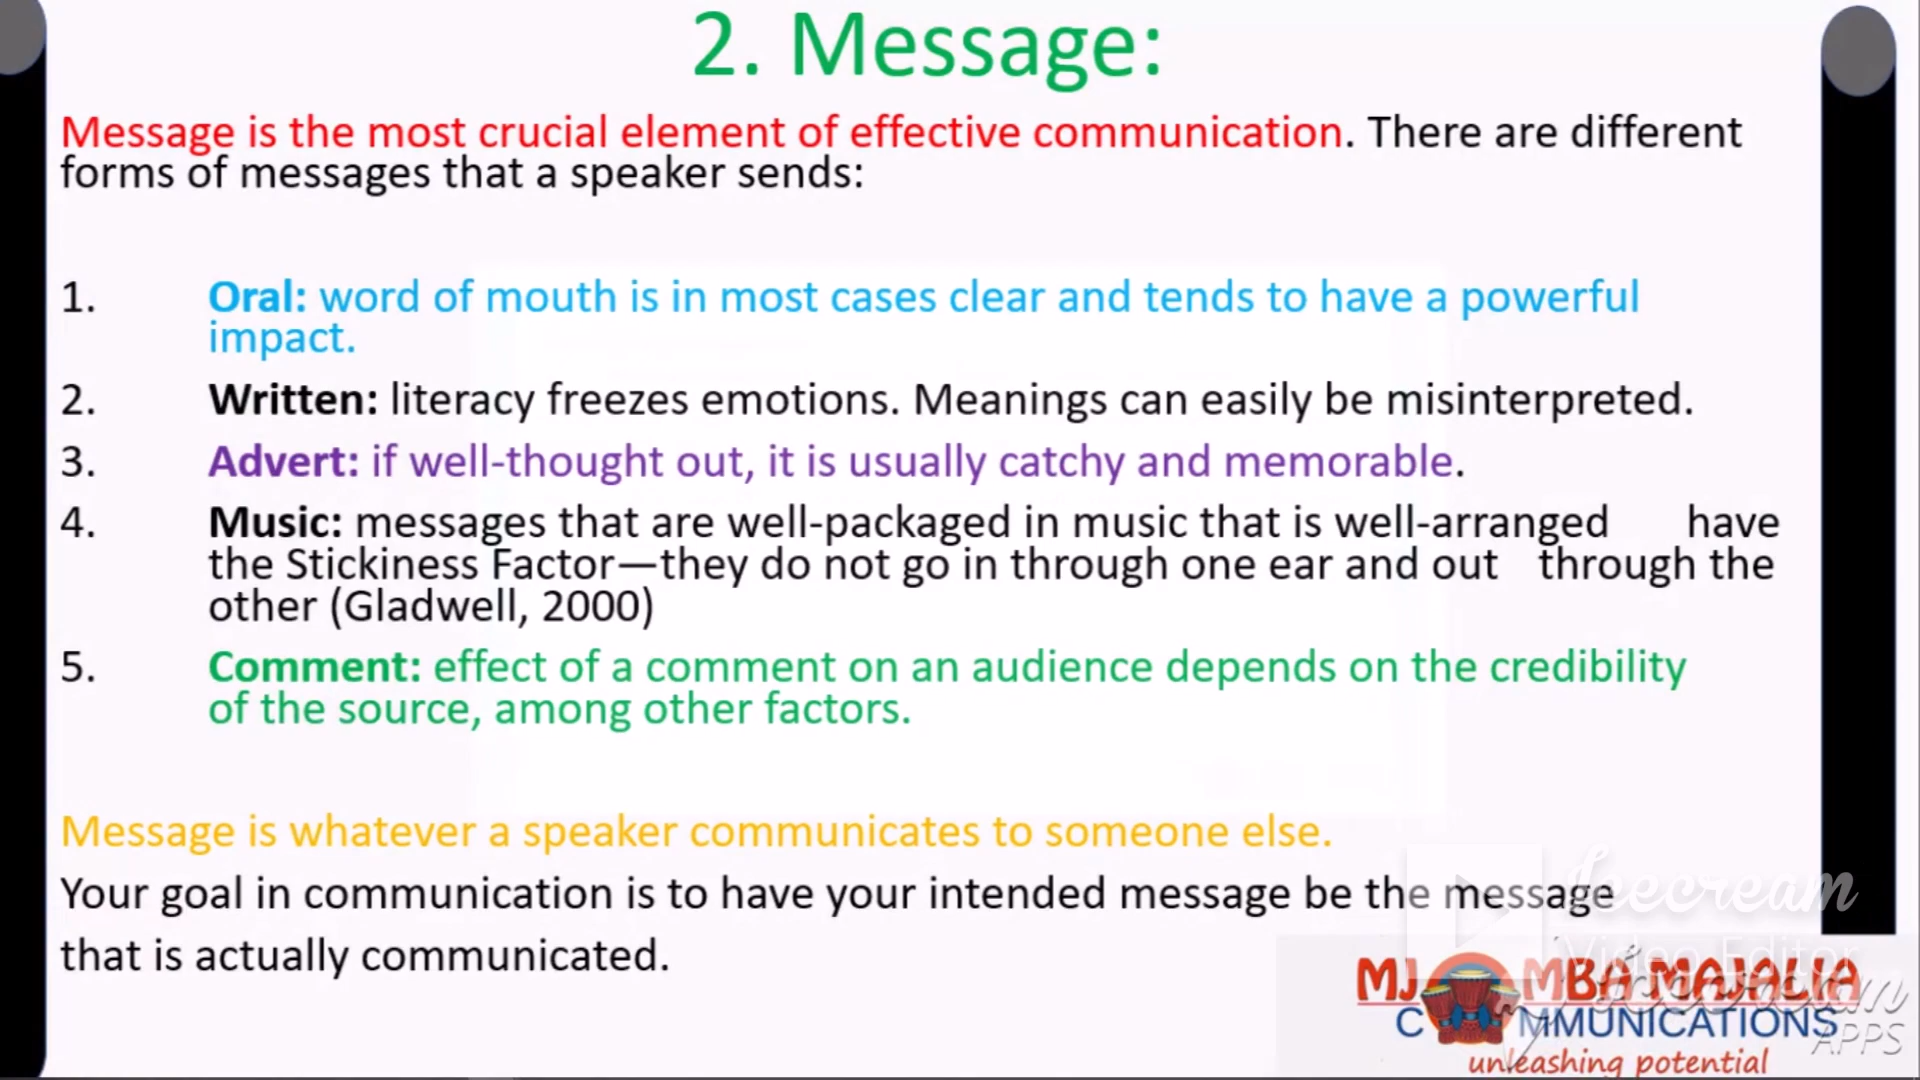 2. Message:
Message is the most crucial element of effective communication. There are different
forms of messages that a speaker sends:
1. Oral: word of mouth is in most cases clear and tends to have a powerful
impact.
2. Written: literacy freezes emotions. Meanings can easily be misinterpreted.
3. Advert: if well-thought out, it is usually catchy and memorable.
4. Music: messages that are well-packaged in music that is well-arranged have
the Stickiness Factor—they do not go in through one ear and out through the
other (Gladwell, 2000)
5. Comment: effect of a comment on an audience depends on the credibility
of the source, among other factors.
Message is whatever a speaker communicates to someone else.
Your goal in communication is to have your intended message be the message
that is actually communicated.
Icecream
Video Editor
MJOMBA MAJALIA
COMMUNICATIONS
unleashing potential
Icecream
APPS